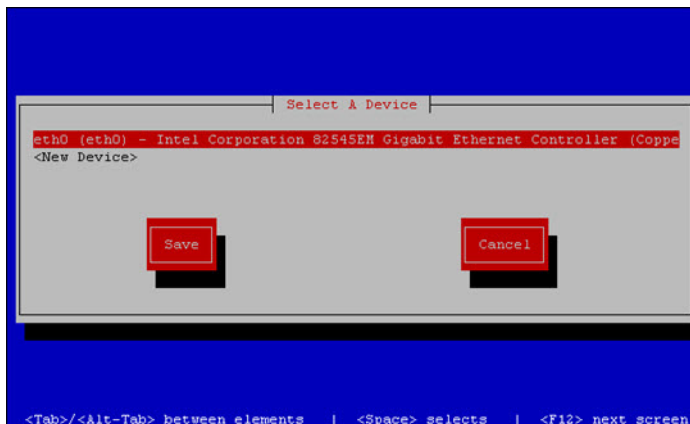 Select A Device
eth0 (eth0) - Intel Corporation 82545EM Gigabit Ethernet Controller (Coppe
<New Device>
Save Cancel
<Tab>/<Alt-Tab> between elements | <Space> selects | <F12> next screen